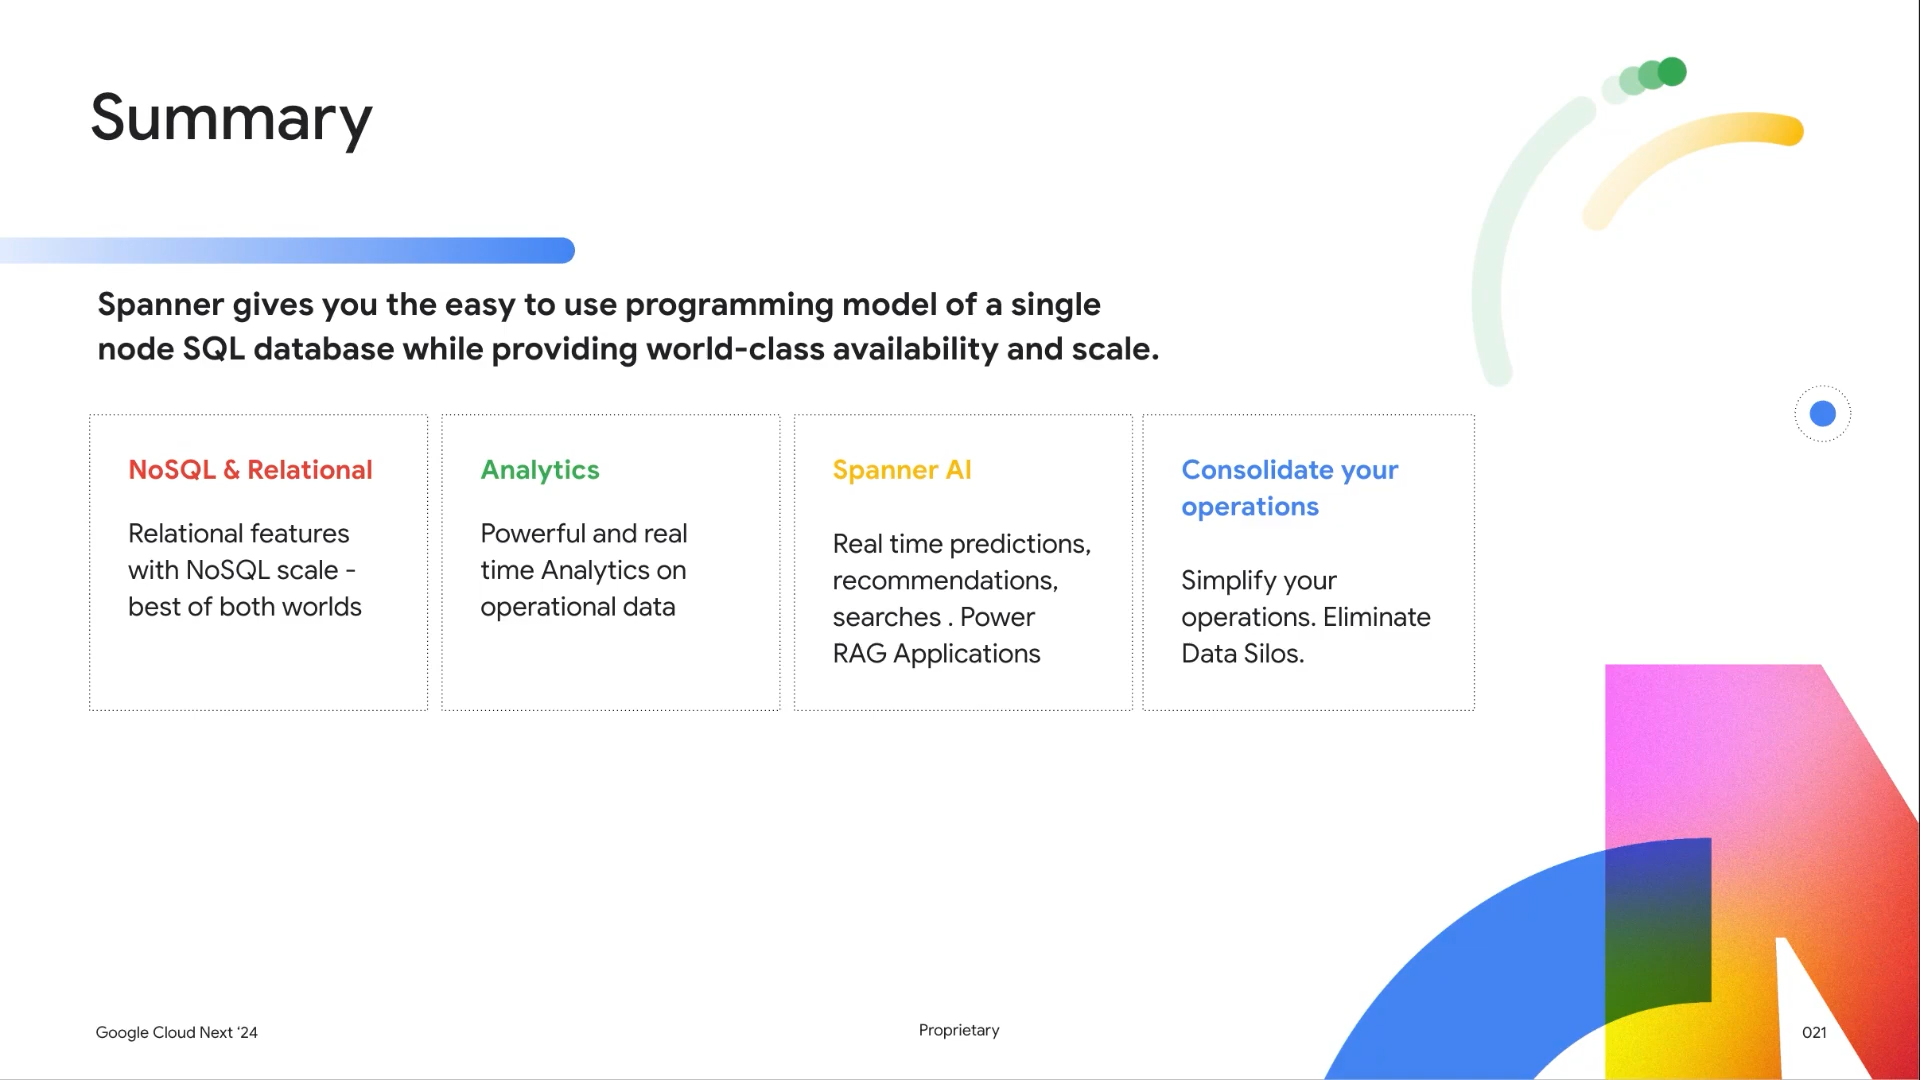 Summary
Spanner gives you the easy to use programming model of a single
node SQL database while providing world-class availability and scale.
NoSQL & Relational
Relational features
with NoSQL scale -
best of both worlds
Analytics
Powerful and real
time Analytics on
operational data
Spanner AI
Real time predictions,
recommendations,
searches . Power
RAG Applications
Consolidate your
operations
Simplify your
operations. Eliminate
Data Silos.
Google Cloud Next ‘24
Proprietary
021